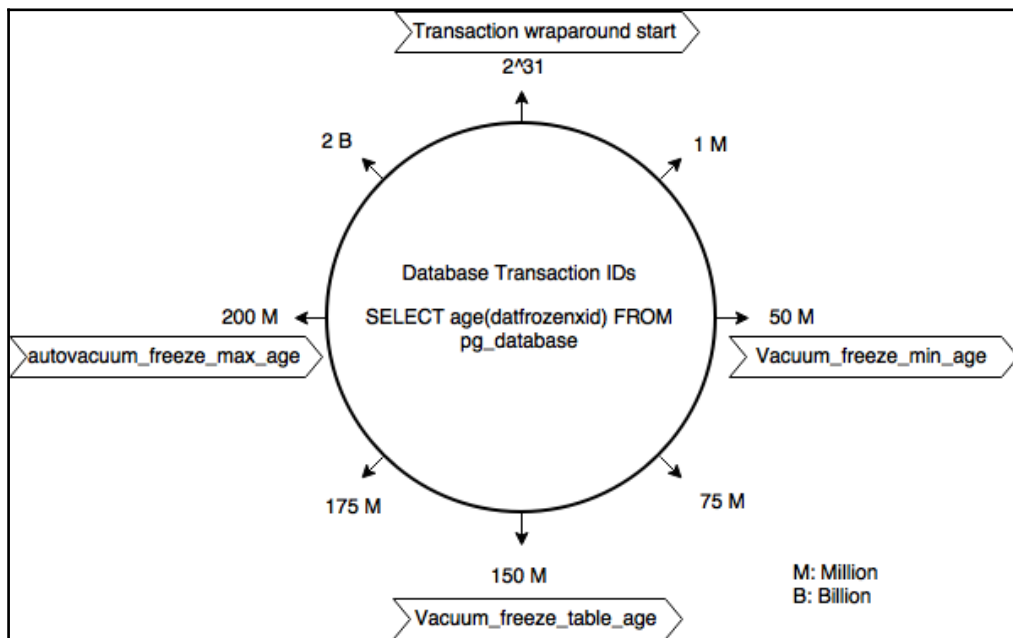 Transaction wraparound start
2^31
2 B
1 M
Database Transaction IDs
SELECT age(datfrozenxid) FROM
pg_database
200 M
50 M
autovacuum_freeze_max_age
Vacuum_freeze_min_age
175 M
75 M
150 M
Vacuum_freeze_table_age
M: Million
B: Billion